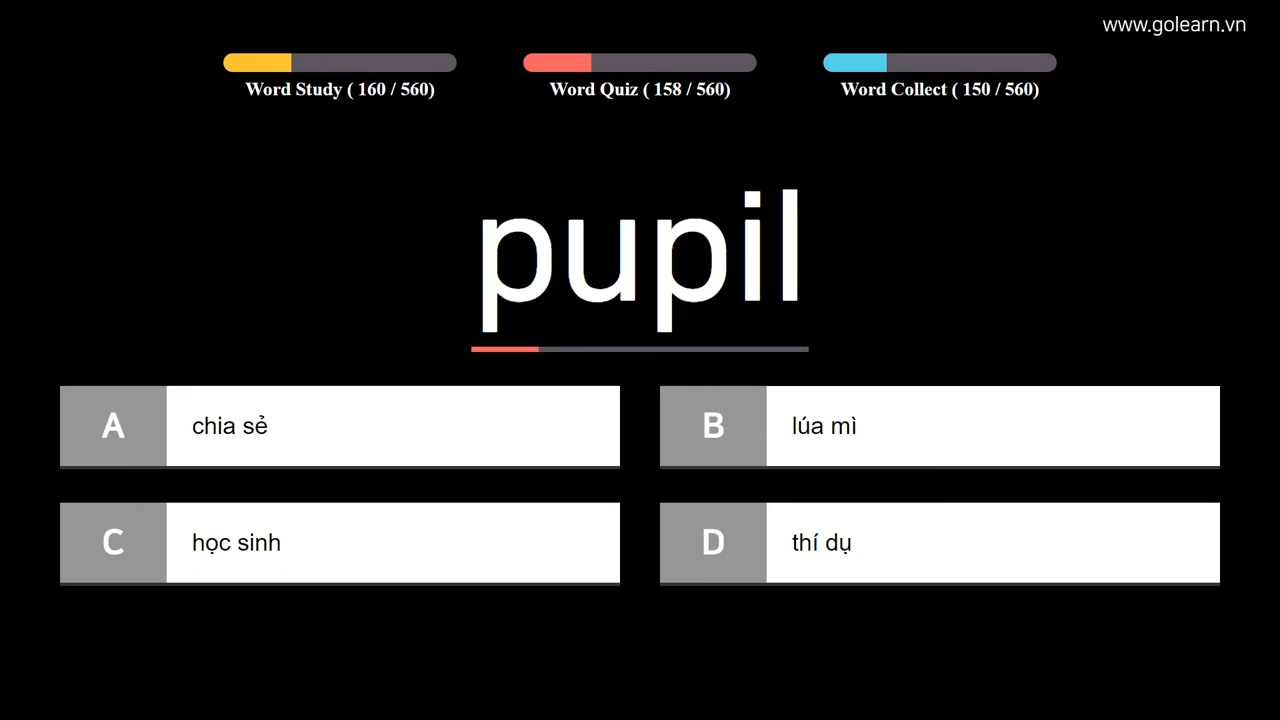 www.golearn.vn
Word Study ( 160 / 560)
Word Quiz ( 158 / 560)
Word Collect ( 150 / 560)
pupil
A chia sẻ
B lúa mì
C học sinh
D thí dụ